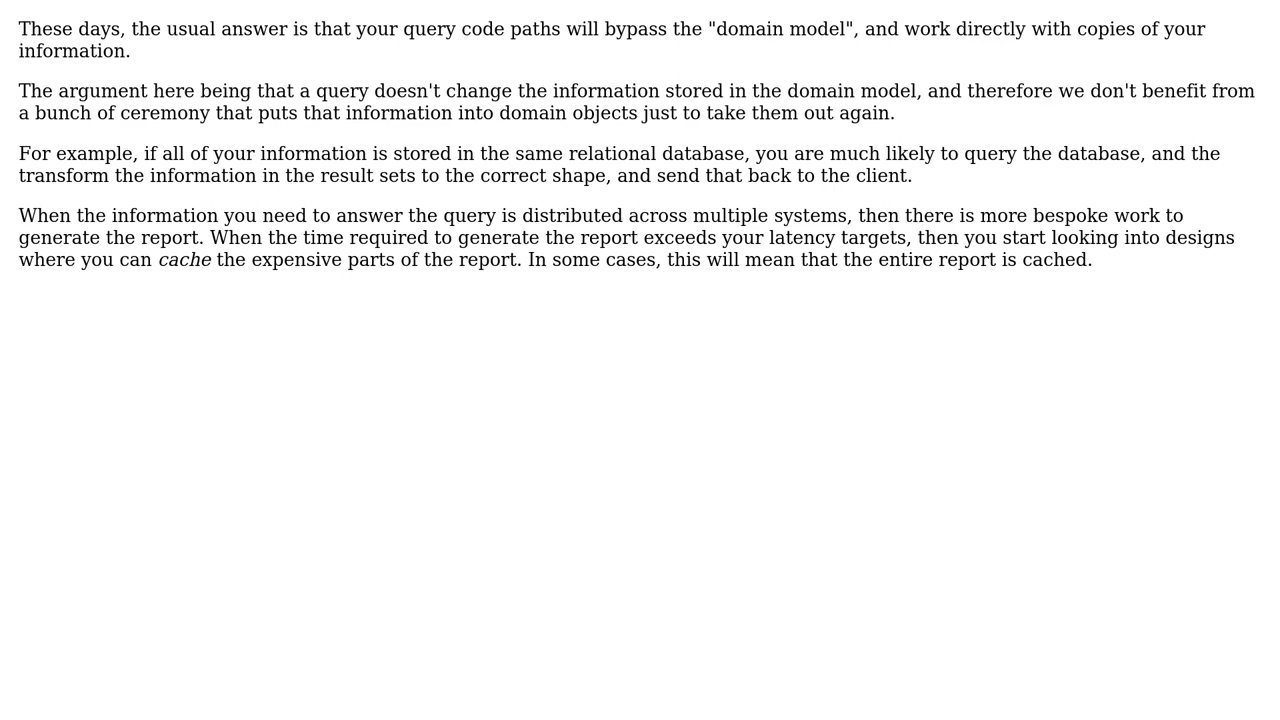 These days, the usual answer is that your query code paths will bypass the "domain model", and work directly with copies of your
information.
The argument here being that a query doesn't change the information stored in the domain model, and therefore we don't benefit from
a bunch of ceremony that puts that information into domain objects just to take them out again.
For example, if all of your information is stored in the same relational database, you are much likely to query the database, and the
transform the information in the result sets to the correct shape, and send that back to the client.
When the information you need to answer the query is distributed across multiple systems, then there is more bespoke work to
generate the report. When the time required to generate the report exceeds your latency targets, then you start looking into designs
where you can cache the expensive parts of the report. In some cases, this will mean that the entire report is cached.